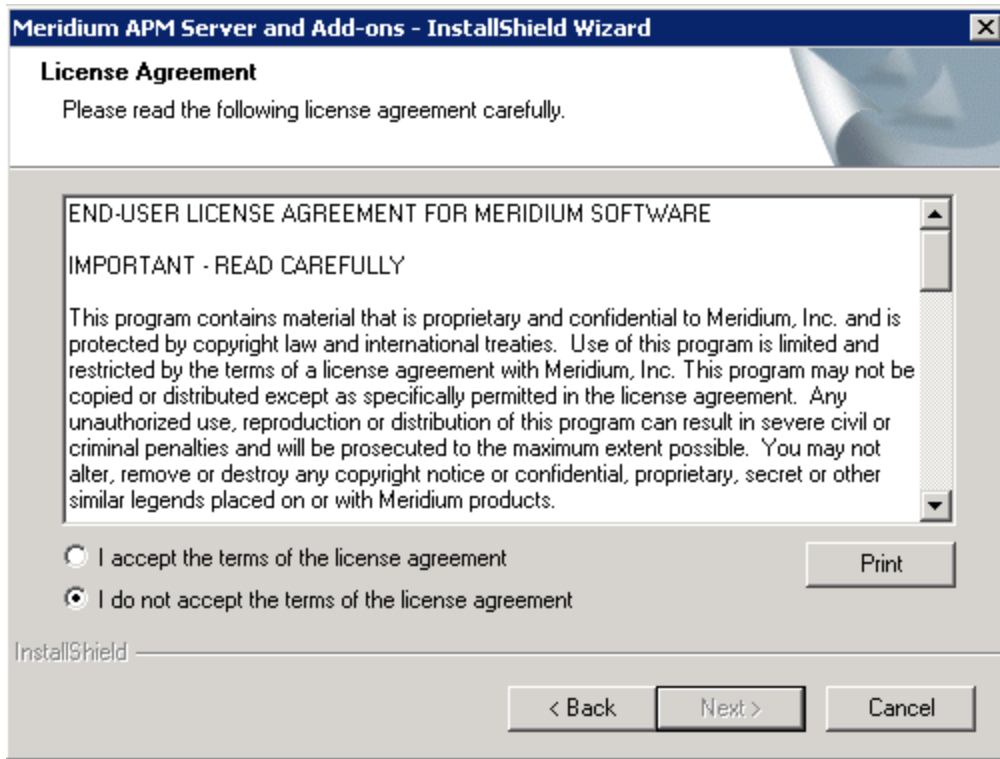 Meridium APM Server and Add-ons - InstallShield Wizard
License Agreement
Please read the following license agreement carefully.
END-USER LICENSE AGREEMENT FOR MERIDIUM SOFTWARE
IMPORTANT - READ CAREFULLY
This program contains material that is proprietary and confidential to Meridium, Inc. and is
protected by copyright law and international treaties.  Use of this program is limited and
restricted by the terms of a license agreement with Meridium, Inc. This program may not be
copied or distributed except as specifically permitted in the license agreement.  Any
unauthorized use, reproduction or distribution of this program can result in severe civil or
criminal penalties and will be prosecuted to the maximum extent possible.  You may not
alter, remove or destroy any copyright notice or confidential, proprietary, secret or other
similar legends placed on or with Meridium products.
I accept the terms of the license agreement
Print
I do not accept the terms of the license agreement
InstallShield
< Back
Next >
Cancel